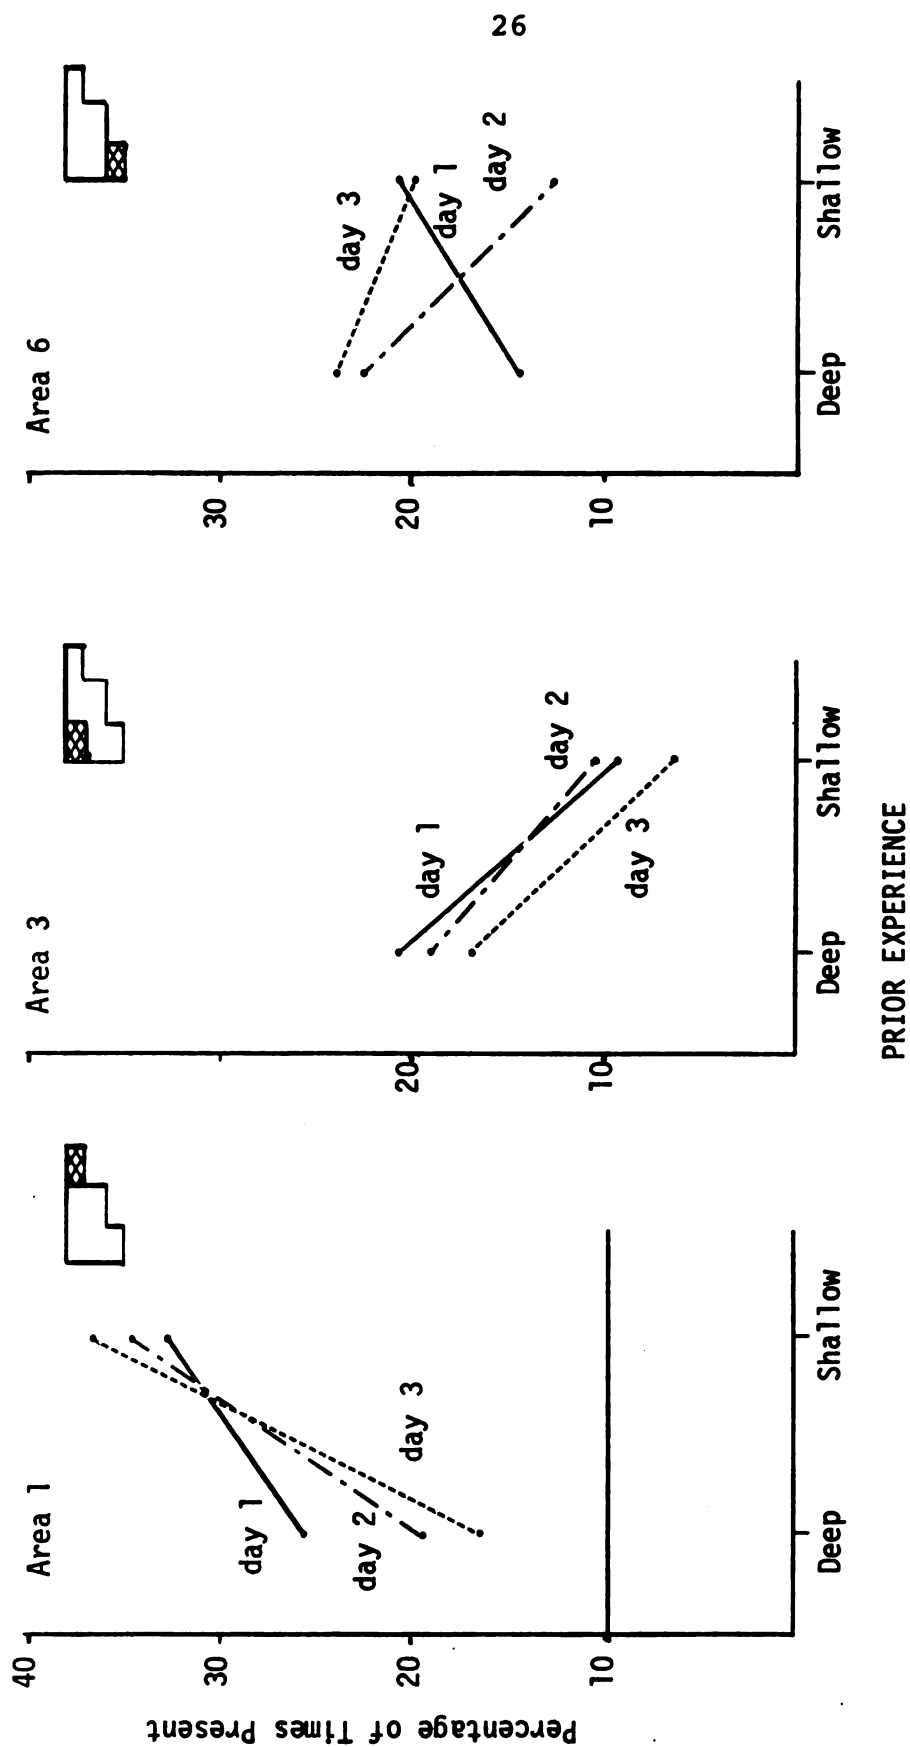 26
Area 1
Area 3
Area 6
40
30
20
10
20
10
30
20
10
day 1
day 2
day 3
day 1
day 2
day 3
day 3
day 1
day 2
Deep
Shallow
Deep
Shallow
Deep
Shallow
Percentage of Times Present
PRIOR EXPERIENCE